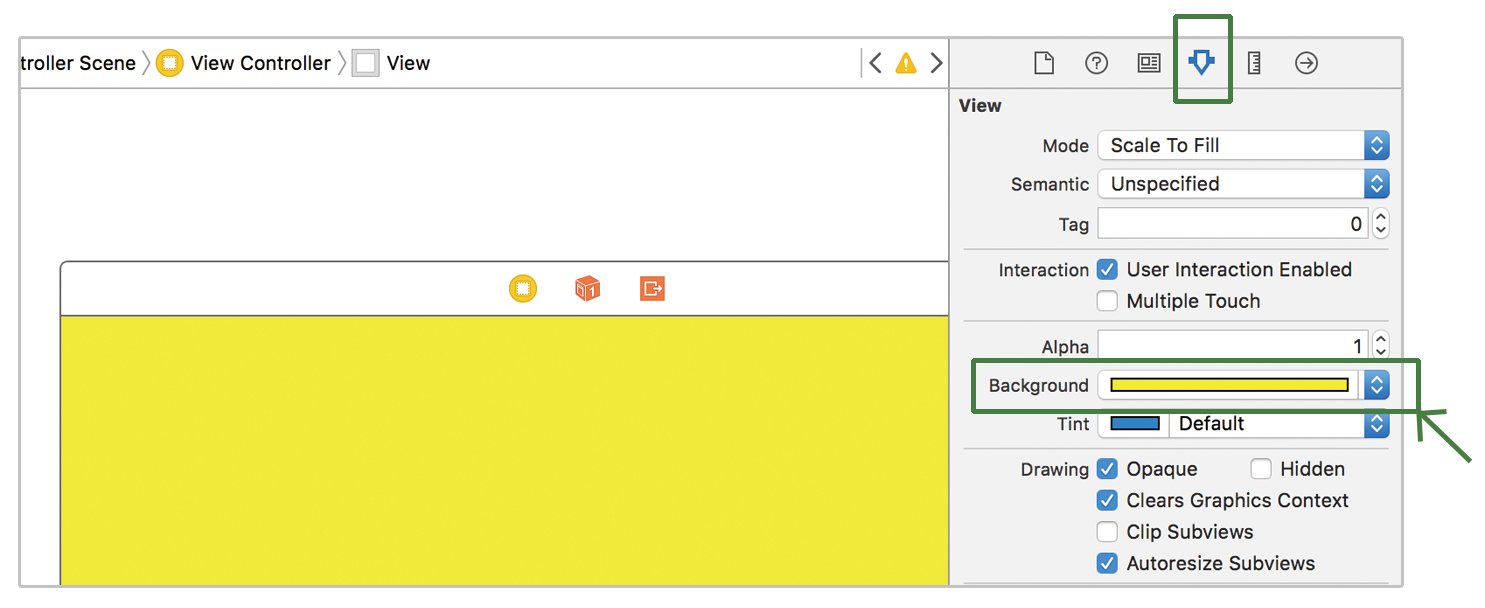 troller Scene View Controller View
View
Mode Scale To Fill
Semantic Unspecified
Tag 0
Interaction User Interaction Enabled
Multiple Touch
Alpha 1
Background
Tint Default
Drawing Opaque Hidden
Clears Graphics Context
Clip Subviews
Autoresize Subviews